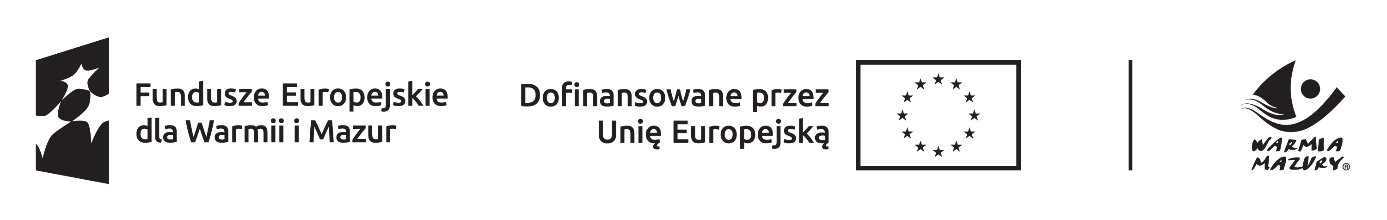 Fundusze Europejskie
dla Warmii i Mazur
Dofinansowane przez
Unię Europejską
WARMIA
MAZURY®